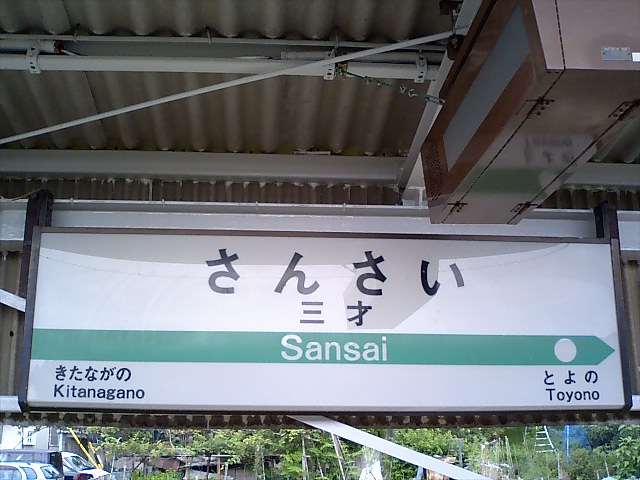 さんさい
三才
Sansai
きたながの
Kitanagano
とよの
Toyono